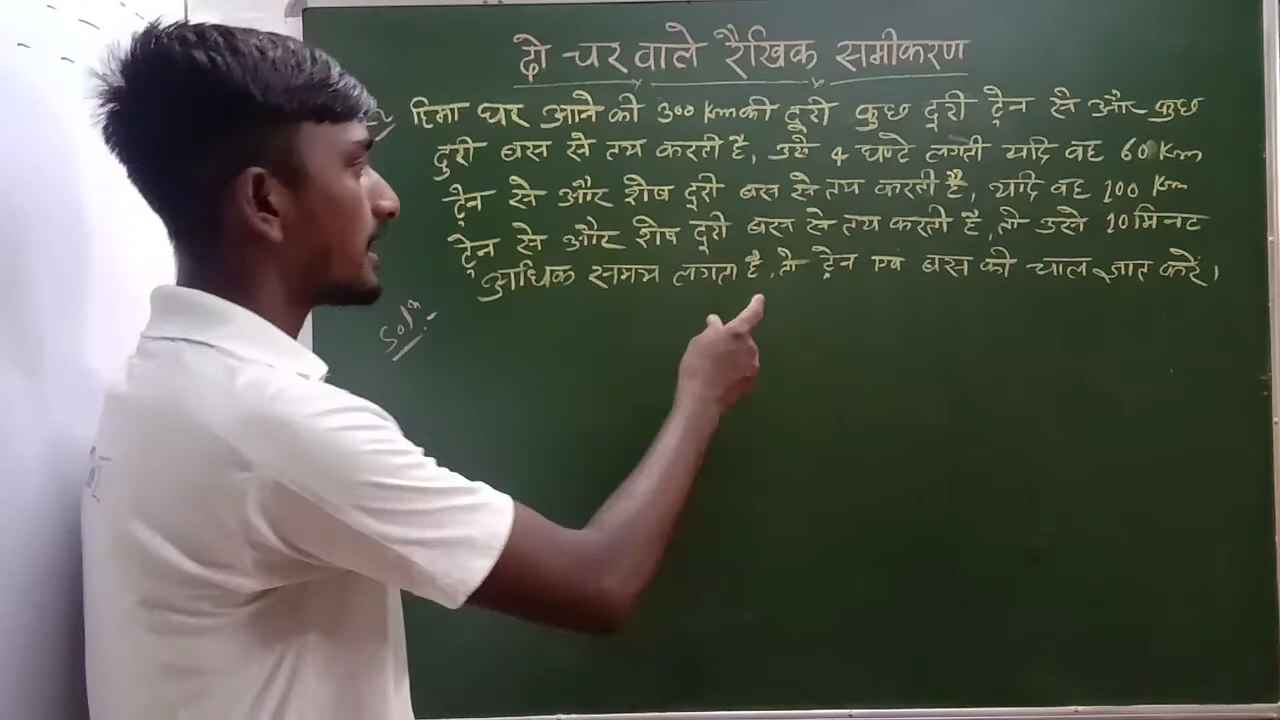 दो चर वाले रैखिक समीकरण
हिमा घर आने को 300 Km की दूरी कुछ दूरी ट्रेन से और कुछ
दूरी बस से तय करती है, उसे 4 घण्टे लगती यदि वह 60 Km
ट्रेन से और शेष दूरी बस से तय करती है, यदि वह 100 Km
ट्रेन से और शेष दूरी बस से तय करती है, तो उसे 10 मिनट
अधिक समय लगता है, तो ट्रेन एव बस की चाल ज्ञात करे।
Solⁿ:-